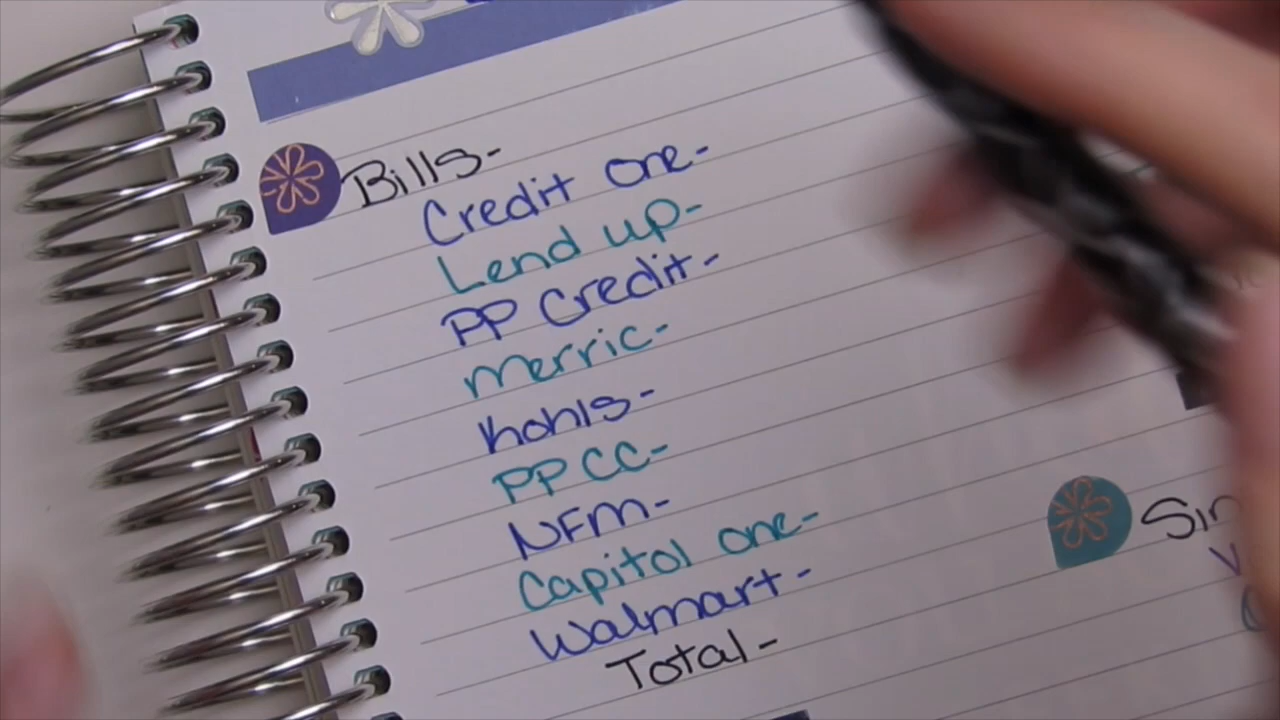 Bills-
Credit one-
Lend up-
PP Credit-
merric-
Kohls-
PP CC-
NFM-
Capitol one-
Walmart-
Total-